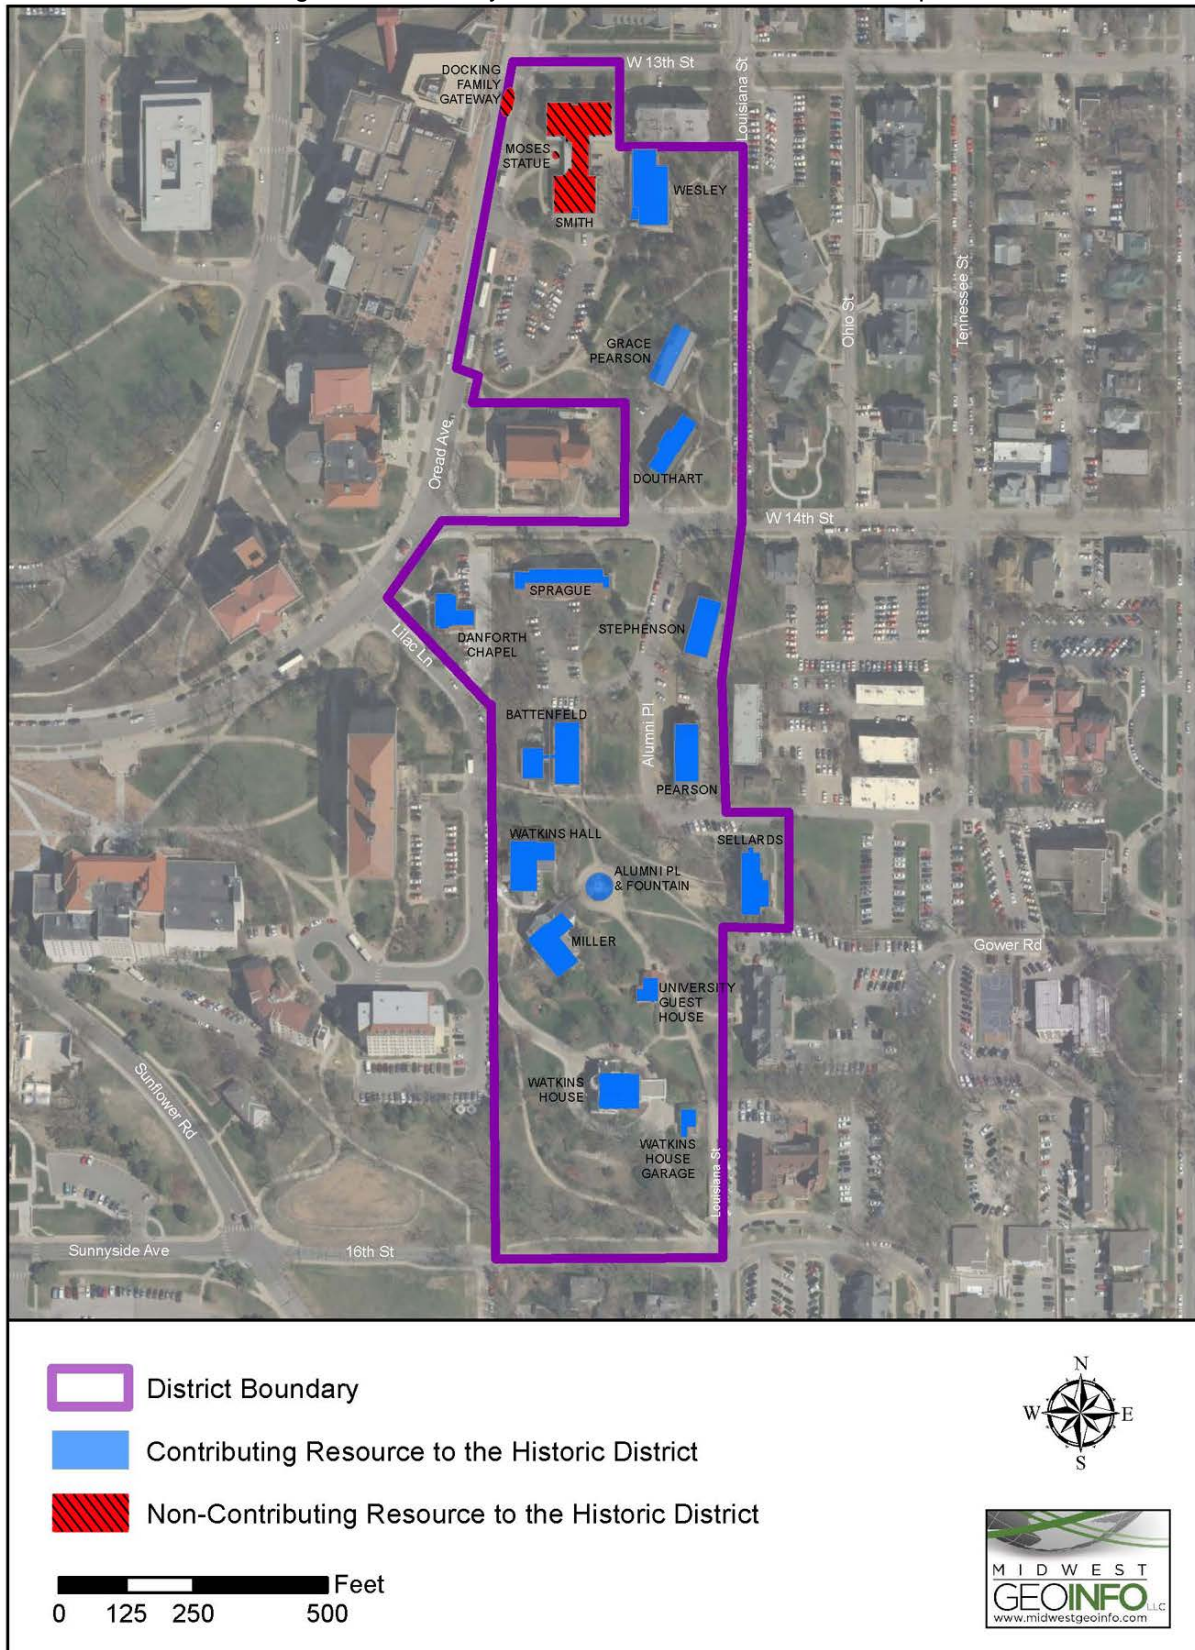 W 13th St
DOCKING
FAMILY
GATEWAY
Louisiana St
MOSES
STATUE
WESLEY
SMITH
Ohio St
Tennessee St
GRACE
PEARSON
Oread Ave
DOUTHART
W 14th St
SPRAGUE
STEPHENSON
DANFORTH
CHAPEL
Lilac Ln
BATTENFELD
Alumni Pl
PEARSON
WATKINS HALL
SELLARDS
ALUMNI PL
& FOUNTAIN
MILLER
Gower Rd
UNIVERSITY
GUEST
HOUSE
Sunflower Rd
WATKINS
HOUSE
WATKINS
HOUSE
GARAGE
Louisiana St
Sunnyside Ave
16th St
District Boundary
Contributing Resource to the Historic District
Non-Contributing Resource to the Historic District
N
W E
S
Feet
0 125 250 500
MIDWEST
GEOINFO LLC
www.midwestgeoinfo.com